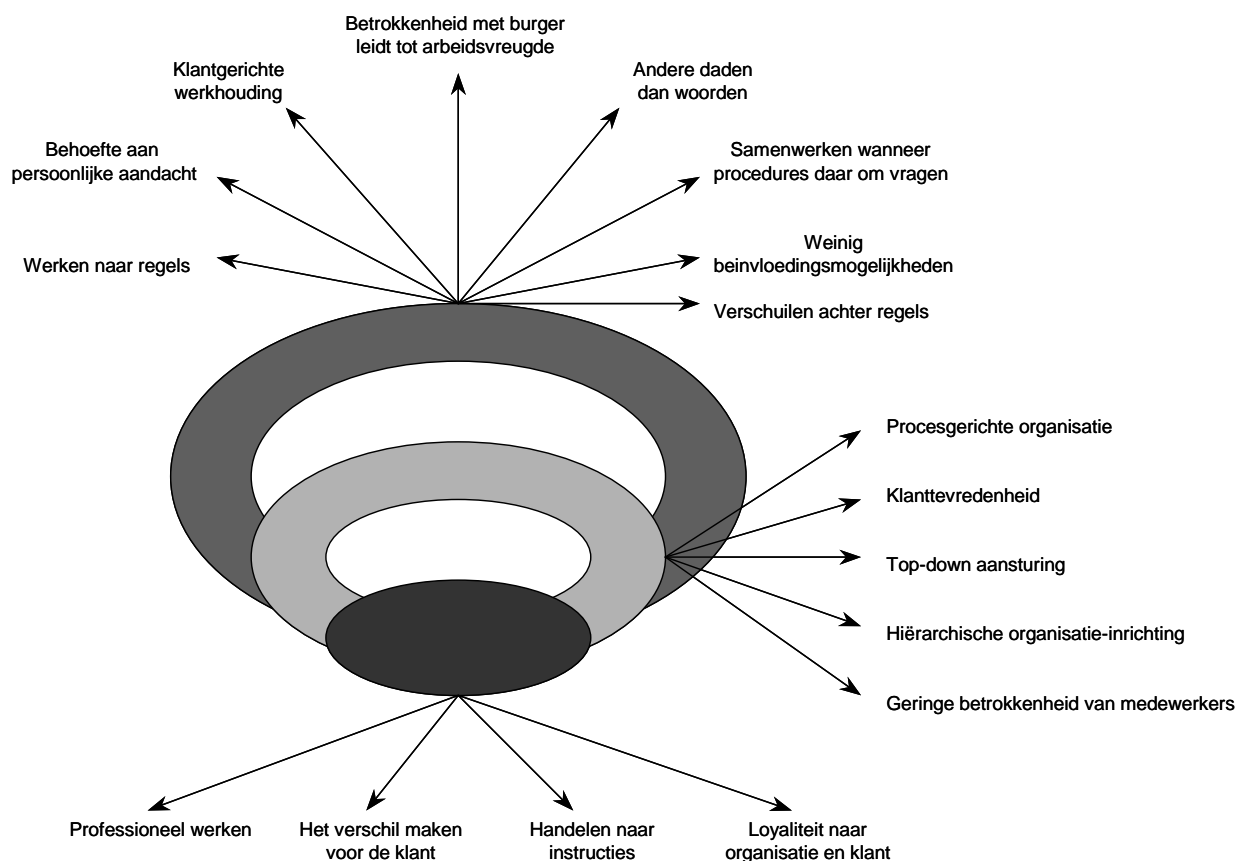 Betrokkenheid met burger
leidt tot arbeidsvreugde
Klantgerichte
werkhouding
Andere daden
dan woorden
Behoefte aan
persoonlijke aandacht
Samenwerken wanneer
procedures daar om vragen
Werken naar regels
Weinig
beinvloedingsmogelijkheden
Verschuilen achter regels
Procesgerichte organisatie
Klanttevredenheid
Top-down aansturing
Hiërarchische organisatie-inrichting
Geringe betrokkenheid van medewerkers
Professioneel werken
Het verschil maken
voor de klant
Handelen naar
instructies
Loyaliteit naar
organisatie en klant